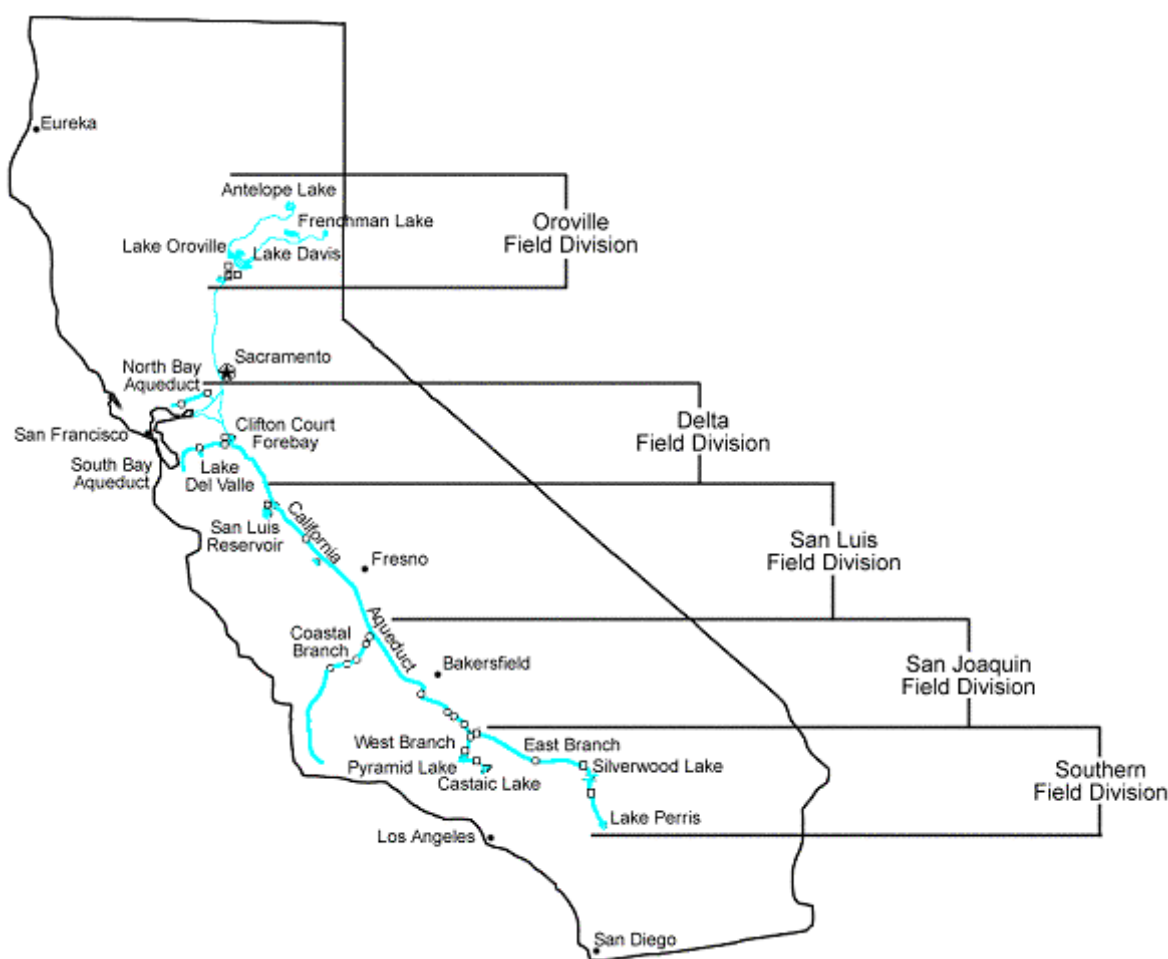 Eureka
Antelope Lake
Frenchman Lake
Lake Oroville
Lake Davis
Oroville
Field Division
Sacramento
North Bay
Aqueduct
San Francisco
Clifton Court
Forebay
South Bay
Aqueduct
Lake
Del Valle
Delta
Field Division
San Luis
Reservoir
California
Aqueduct
Fresno
San Luis
Field Division
Coastal
Branch
Bakersfield
San Joaquin
Field Division
West Branch
East Branch
Pyramid Lake
Castaic Lake
Silverwood Lake
Southern
Field Division
Lake Perris
Los Angeles
San Diego